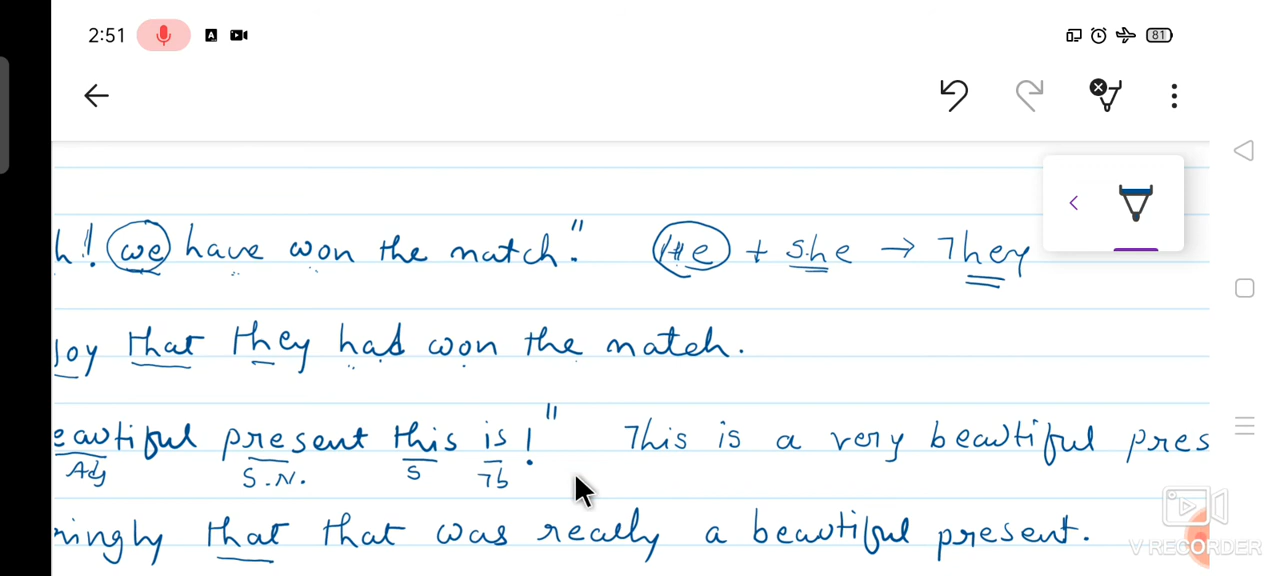 2:51
A
81
h! we have won the match." He + she → They
joy that they had won the match.
eautiful present this is!" This is a very beautiful pres
Adj S.N. S Vb
ningly that that was really a beautiful present.
V RECORDER